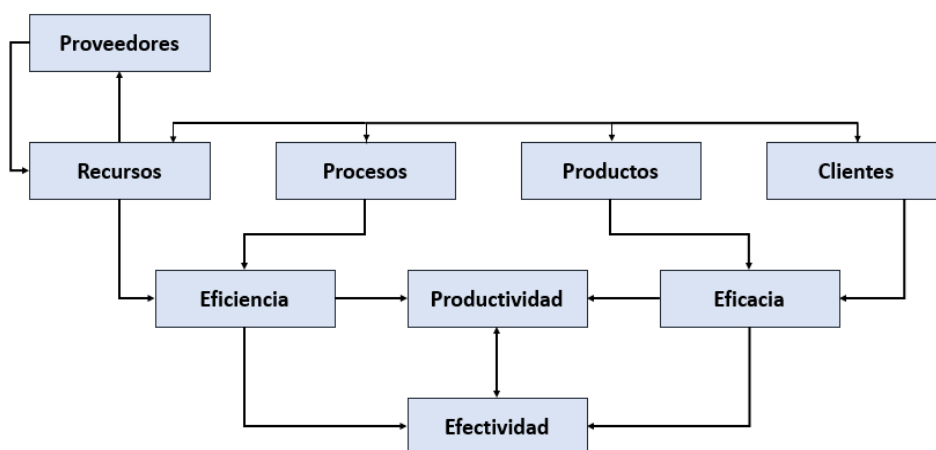 Proveedores
Recursos
Procesos
Productos
Clientes
Eficiencia
Productividad
Eficacia
Efectividad